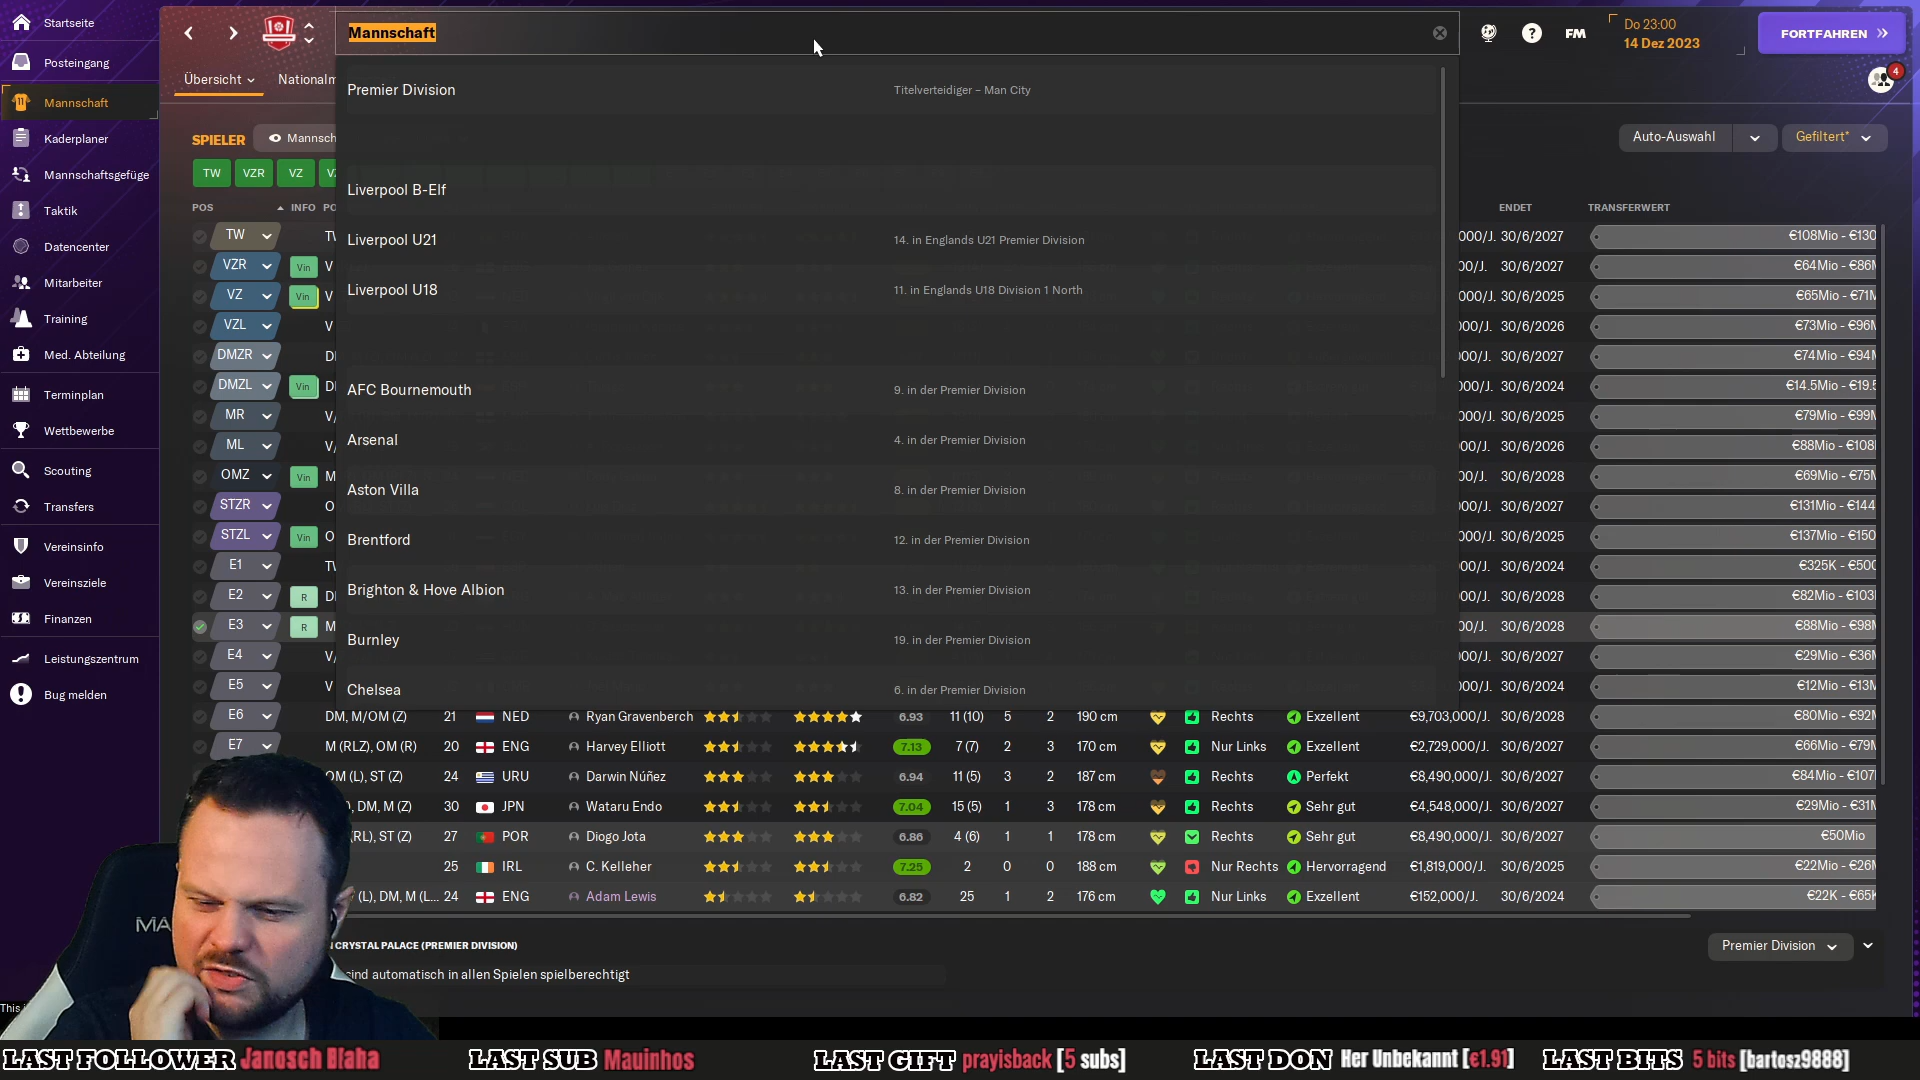 Startseite
Posteingang
Mannschaft
Kaderplaner
Mannschaftsgefüge
Taktik
Datencenter
Mitarbeiter
Training
Med. Abteilung
Terminplan
Wettbewerbe
Scouting
Transfers
Vereinsinfo
Vereinsziele
Finanzen
Leistungszentrum
Bug melden
Mannschaft
FM
Do 23:00
14 Dez 2023
FORTFAHREN
4
Übersicht
SPIELER
Auto-Auswahl
Gefiltert*
TW VZR VZ
Premier Division Titelverteidiger – Man City
Liverpool B-Elf
Liverpool U21 14. in Englands U21 Premier Division
Liverpool U18 11. in Englands U18 Division 1 North
AFC Bournemouth 9. in der Premier Division
Arsenal 4. in der Premier Division
Aston Villa 8. in der Premier Division
Brentford 12. in der Premier Division
Brighton & Hove Albion 13. in der Premier Division
Burnley 19. in der Premier Division
Chelsea 6. in der Premier Division
POS INFO ENDET TRANSFERWERT
TW 30/6/2027 €108Mio - €130
VZR Vin 30/6/2027 €64Mio - €86M
VZ Vin 30/6/2025 €65Mio - €71M
VZL 30/6/2026 €73Mio - €96M
DMZR 30/6/2027 €74Mio - €94M
DMZL Vin 30/6/2024 €14.5Mio - €19.5
MR 30/6/2025 €79Mio - €99M
ML 30/6/2026 €88Mio - €108
OMZ Vin 30/6/2028 €69Mio - €75M
STZR 30/6/2027 €131Mio - €144
STZL Vin 30/6/2025 €137Mio - €150
E1 30/6/2024 €325K - €500
E2 R 30/6/2028 €82Mio - €103
E3 R 30/6/2028 €88Mio - €98M
E4 30/6/2027 €29Mio - €36M
E5 30/6/2024 €12Mio - €13M
E6 DM, M/OM (Z) 21 NED Ryan Gravenberch 6.93 11 (10) 5 2 190 cm Rechts Exzellent €9,703,000/J. 30/6/2028 €80Mio - €92M
E7 M (RLZ), OM (R) 20 ENG Harvey Elliott 7.13 7 (7) 2 3 170 cm Nur Links Exzellent €2,729,000/J. 30/6/2027 €66Mio - €79M
OM (L), ST (Z) 24 URU Darwin Núñez 6.94 11 (5) 3 2 187 cm Rechts Perfekt €8,490,000/J. 30/6/2027 €84Mio - €107
, DM, M (Z) 30 JPN Wataru Endo 7.04 15 (5) 1 3 178 cm Rechts Sehr gut €4,548,000/J. 30/6/2027 €29Mio - €31M
(RL), ST (Z) 27 POR Diogo Jota 6.86 4 (6) 1 1 178 cm Rechts Sehr gut €8,490,000/J. 30/6/2027 €50Mio
25 IRL C. Kelleher 7.25 2 0 0 188 cm Nur Rechts Hervorragend €1,819,000/J. 30/6/2025 €22Mio - €26M
(L), DM, M (L... 24 ENG Adam Lewis 6.82 25 1 2 176 cm Nur Links Exzellent €152,000/J. 30/6/2024 €22K - €65K
CRYSTAL PALACE (PREMIER DIVISION)
Premier Division
sind automatisch in allen Spielen spielberechtigt
LAST FOLLOWER Janosch Blaha LAST SUB Mauinhos LAST GIFT prayisback [5 subs] LAST DON Her Unbekannt [€1.91] LAST BITS 5 bits [bartosz9888]